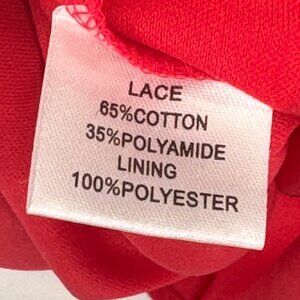 LACE
65%COTTON
35%POLYAMIDE
LINING
100%POLYESTER